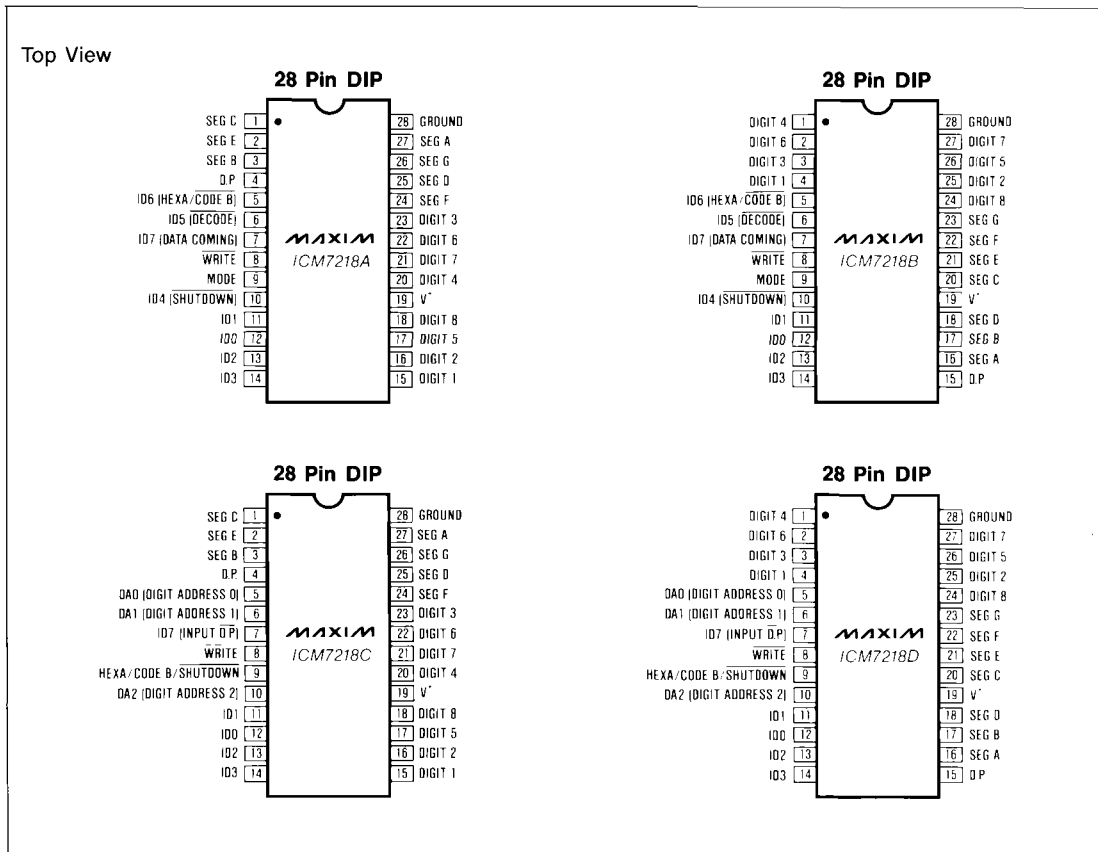 Top View
28 Pin DIP
SEG C 1
SEG E 2
SEG B 3
D.P 4
ID6 (HEXA/CODE B) 5
ID5 (DECODE) 6
ID7 (DATA COMING) 7
WRITE 8
MODE 9
ID4 (SHUTDOWN) 10
ID1 11
ID0 12
ID2 13
ID3 14
MAXIM
ICM7218A
28 GROUND
27 SEG A
26 SEG G
25 SEG D
24 SEG F
23 DIGIT 3
22 DIGIT 6
21 DIGIT 7
20 DIGIT 4
19 V+
18 DIGIT 8
17 DIGIT 5
16 DIGIT 2
15 DIGIT 1
28 Pin DIP
DIGIT 4 1
DIGIT 6 2
DIGIT 3 3
DIGIT 1 4
ID6 (HEXA/CODE B) 5
ID5 (DECODE) 6
ID7 (DATA COMING) 7
WRITE 8
MODE 9
ID4 (SHUTDOWN) 10
ID1 11
ID0 12
ID2 13
ID3 14
MAXIM
ICM7218B
28 GROUND
27 DIGIT 7
26 DIGIT 5
25 DIGIT 2
24 DIGIT 8
23 SEG G
22 SEG F
21 SEG E
20 SEG C
19 V+
18 SEG D
17 SEG B
16 SEG A
15 D.P
28 Pin DIP
SEG C 1
SEG E 2
SEG B 3
D.P. 4
DA0 (DIGIT ADDRESS 0) 5
DA1 (DIGIT ADDRESS 1) 6
ID7 (INPUT D.P) 7
WRITE 8
HEXA/CODE B/SHUTDOWN 9
DA2 (DIGIT ADDRESS 2) 10
ID1 11
ID0 12
ID2 13
ID3 14
MAXIM
ICM7218C
28 GROUND
27 SEG A
26 SEG G
25 SEG D
24 SEG F
23 DIGIT 3
22 DIGIT 6
21 DIGIT 7
20 DIGIT 4
19 V+
18 DIGIT 8
17 DIGIT 5
16 DIGIT 2
15 DIGIT 1
28 Pin DIP
DIGIT 4 1
DIGIT 6 2
DIGIT 3 3
DIGIT 1 4
DA0 (DIGIT ADDRESS 0) 5
DA1 (DIGIT ADDRESS 1) 6
ID7 (INPUT D.P) 7
WRITE 8
HEXA/CODE B/SHUTDOWN 9
DA2 (DIGIT ADDRESS 2) 10
ID1 11
ID0 12
ID2 13
ID3 14
MAXIM
ICM7218D
28 GROUND
27 DIGIT 7
26 DIGIT 5
25 DIGIT 2
24 DIGIT 8
23 SEG G
22 SEG F
21 SEG E
20 SEG C
19 V+
18 SEG D
17 SEG B
16 SEG A
15 D.P